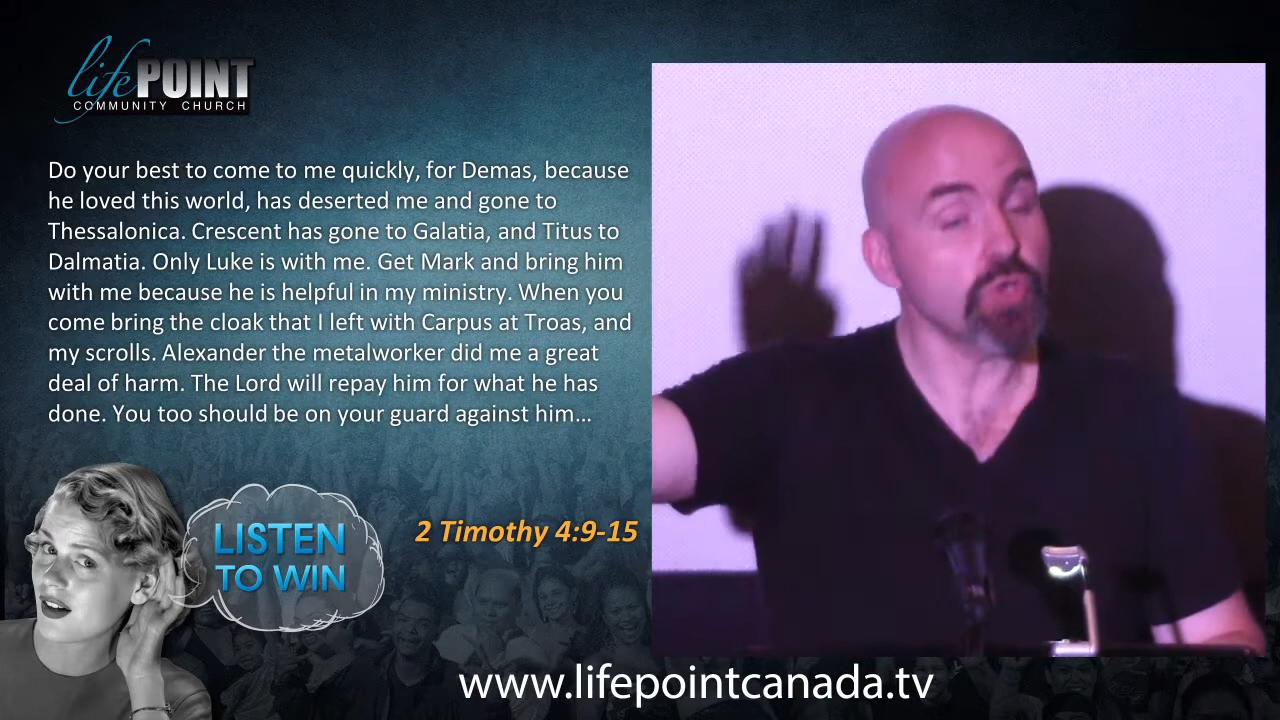 lifePOINT
COMMUNITY CHURCH
Do your best to come to me quickly, for Demas, because
he loved this world, has deserted me and gone to
Thessalonica. Crescent has gone to Galatia, and Titus to
Dalmatia. Only Luke is with me. Get Mark and bring him
with me because he is helpful in my ministry. When you
come bring the cloak that I left with Carpus at Troas, and
my scrolls. Alexander the metalworker did me a great
deal of harm. The Lord will repay him for what he has
done. You too should be on your guard against him...
LISTEN
TO WIN
2 Timothy 4:9-15
www.lifepointcanada.tv